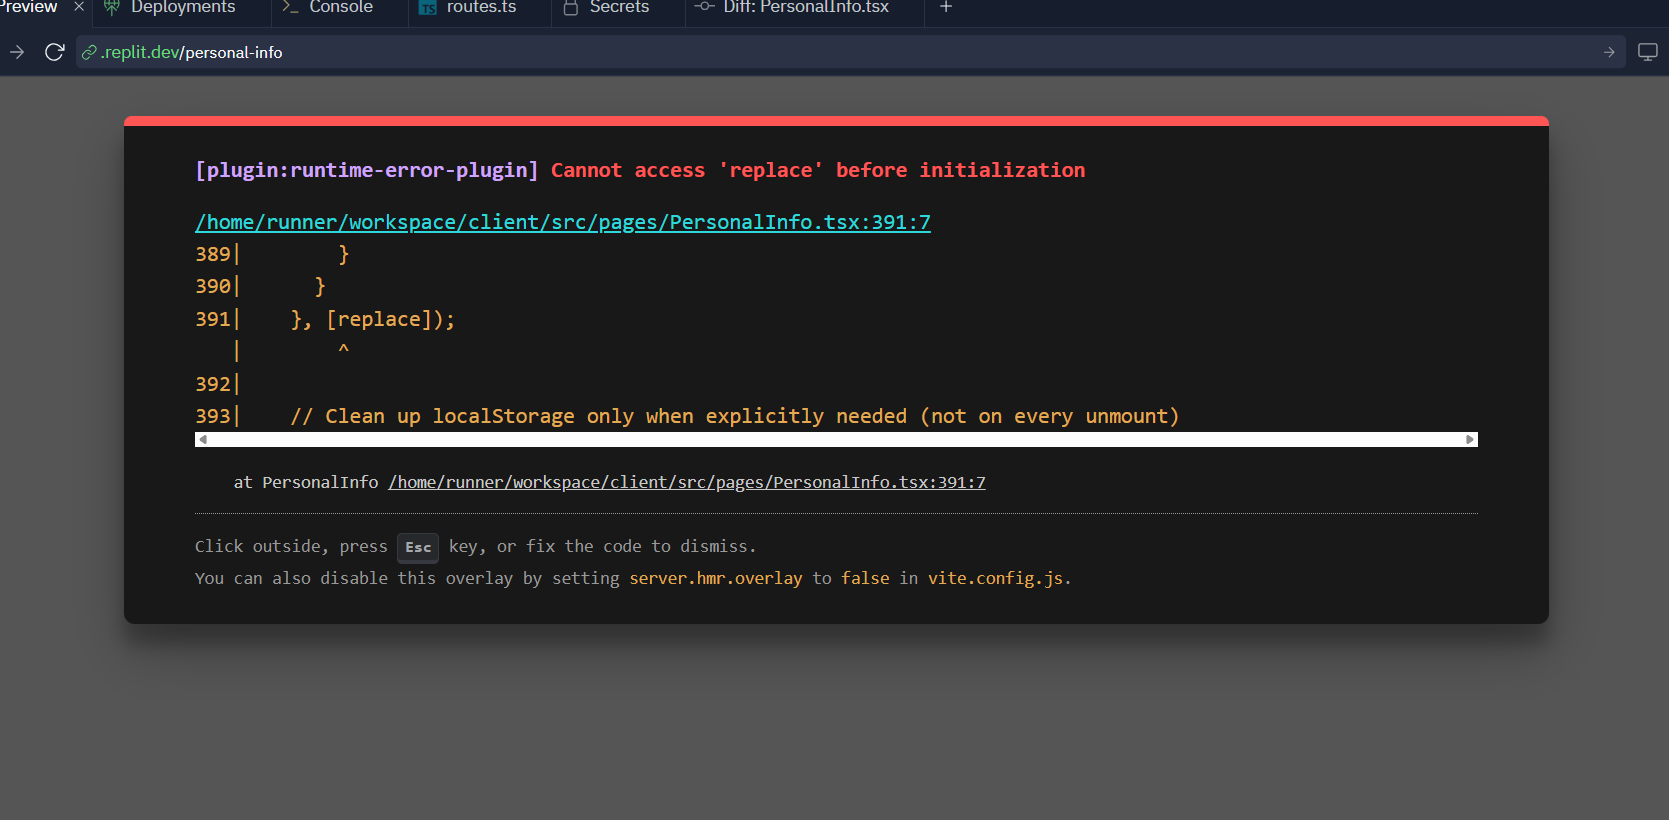 Preview × Deployments Console TS routes.ts Secrets Diff: PersonalInfo.tsx +
.replit.dev/personal-info
[plugin:runtime-error-plugin] Cannot access 'replace' before initialization
/home/runner/workspace/client/src/pages/PersonalInfo.tsx:391:7
389| }
390| }
391| }, [replace]);
| ^
392|
393| // Clean up localStorage only when explicitly needed (not on every unmount)
at PersonalInfo /home/runner/workspace/client/src/pages/PersonalInfo.tsx:391:7
Click outside, press Esc key, or fix the code to dismiss.
You can also disable this overlay by setting server.hmr.overlay to false in vite.config.js.